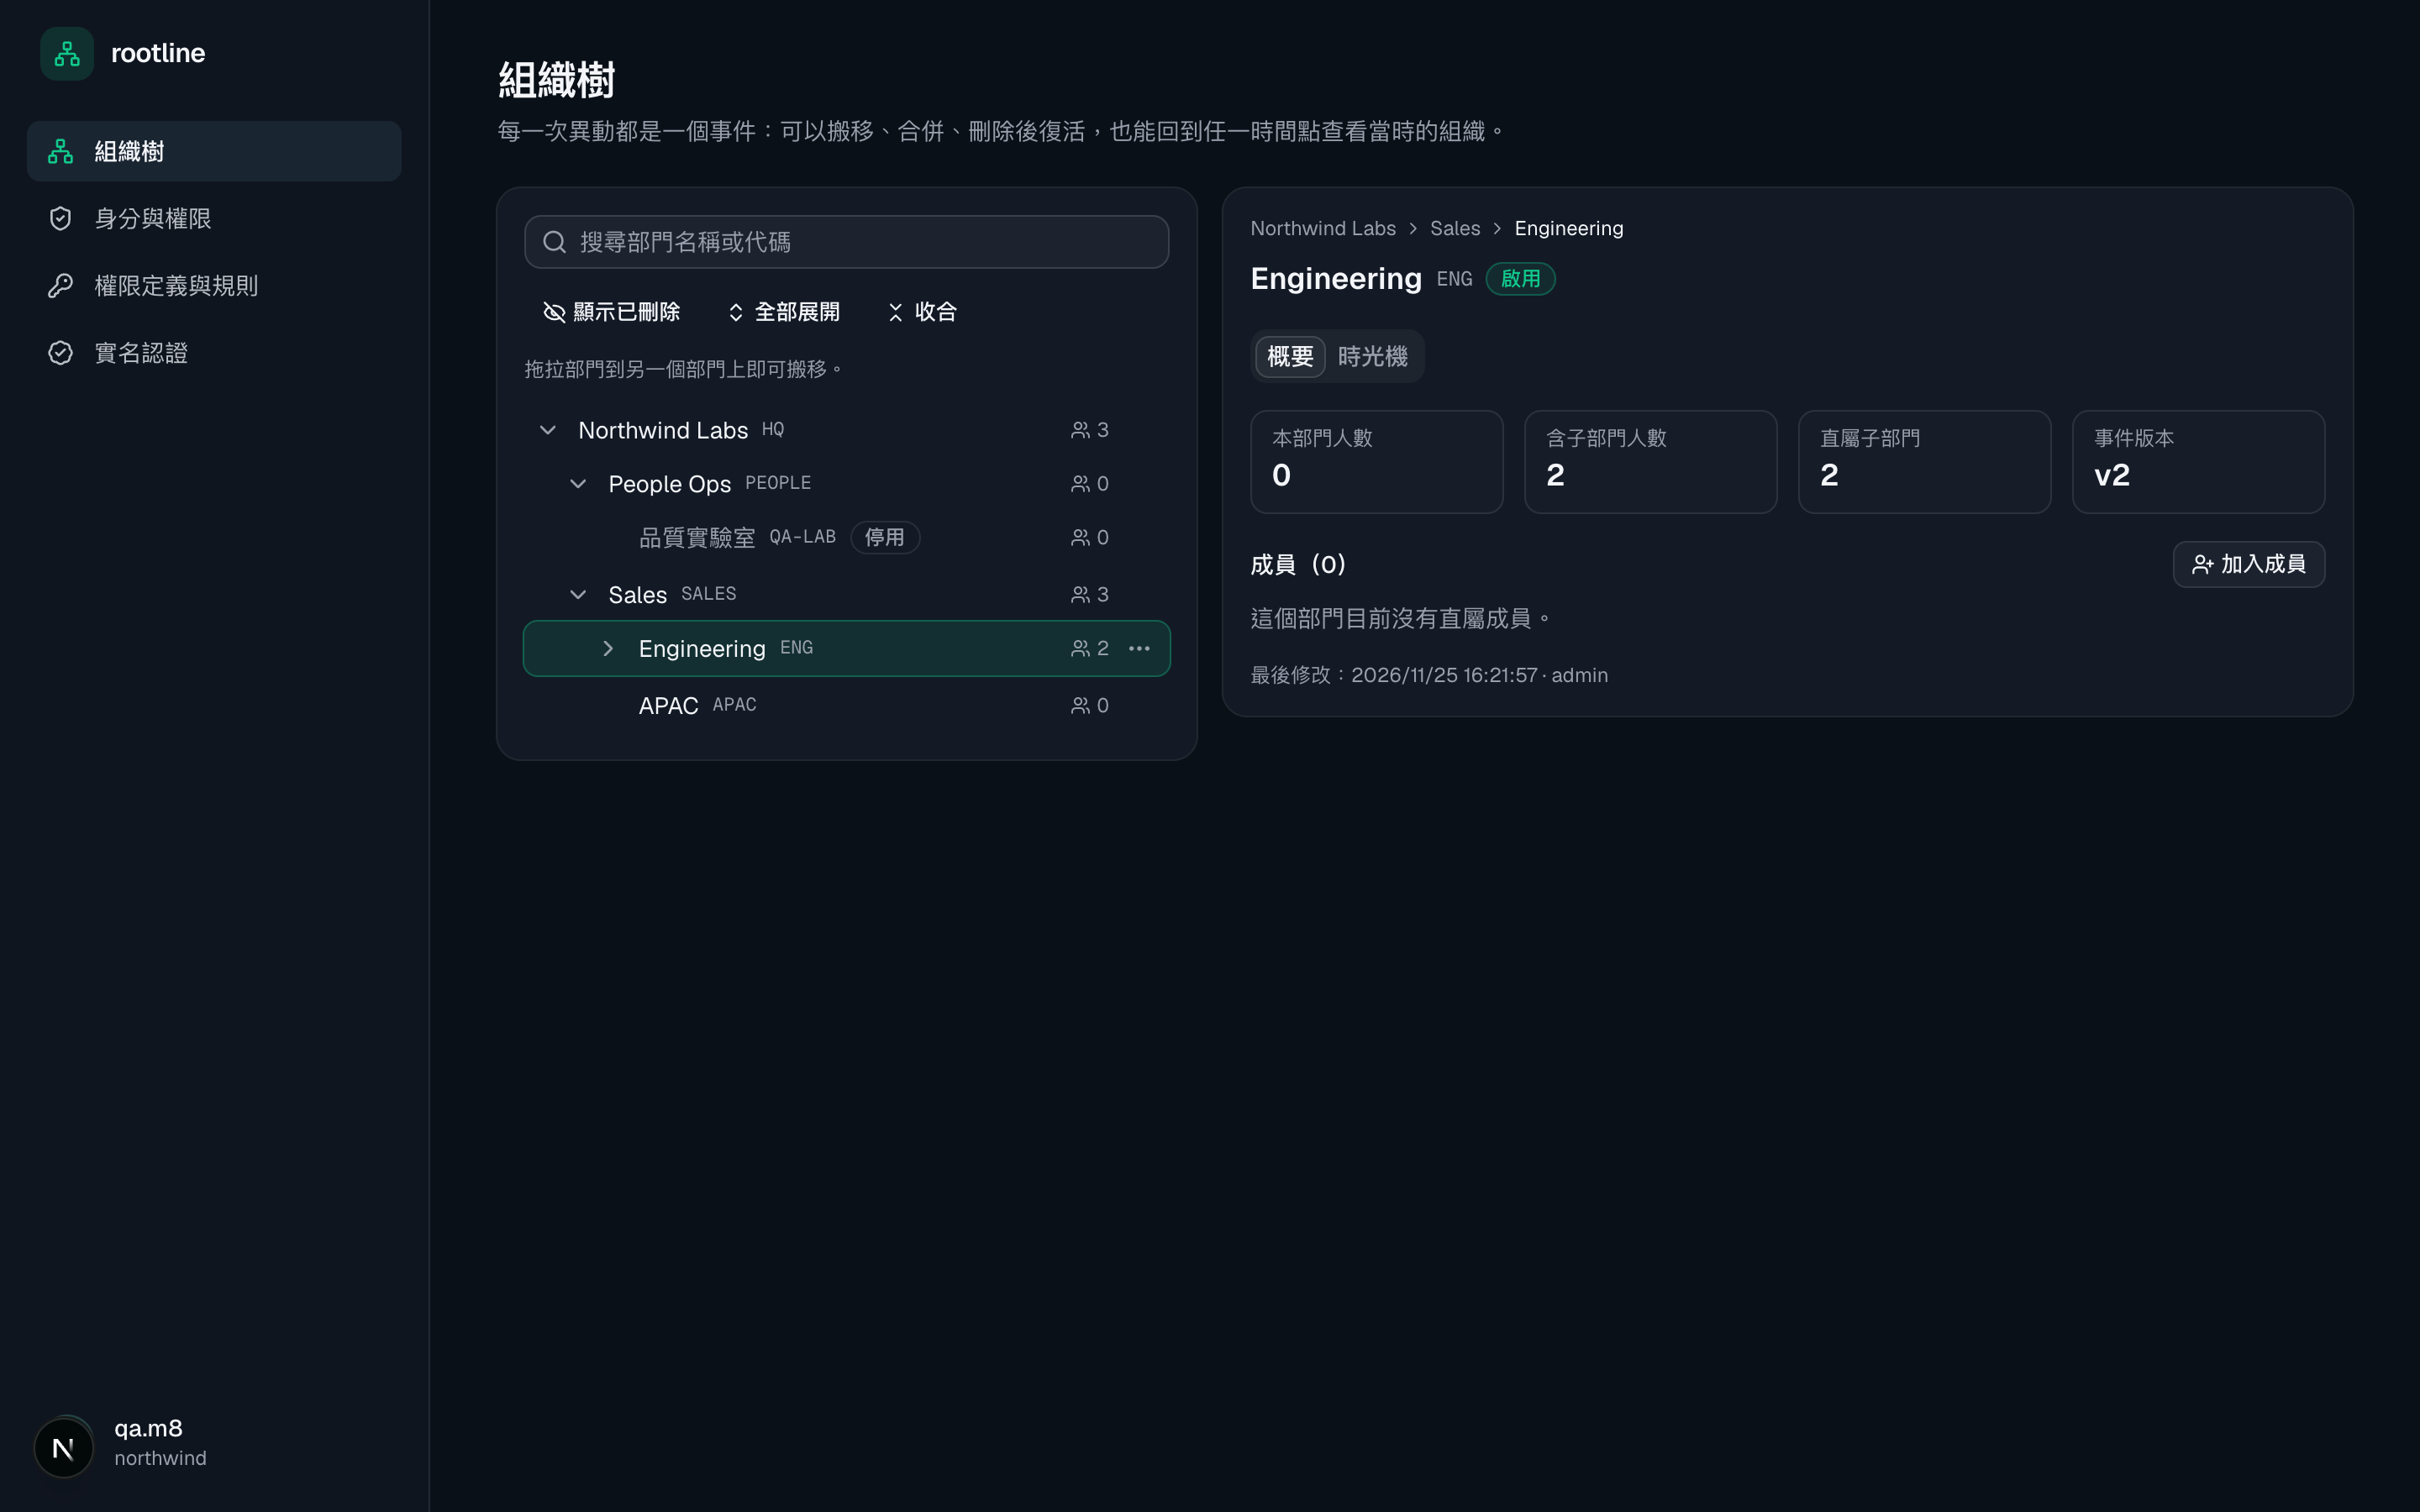 rootline
組織樹
身分與權限
權限定義與規則
實名認證
qa.m8
northwind
組織樹
每一次異動都是一個事件：可以搬移、合併、刪除後復活，也能回到任一時間點查看當時的組織。
搜尋部門名稱或代碼
顯示已刪除 全部展開 收合
拖拉部門到另一個部門上即可搬移。
Northwind Labs HQ 3
People Ops PEOPLE 0
品質實驗室 QA-LAB 停用 0
Sales SALES 3
Engineering ENG 2
APAC APAC 0
Northwind Labs > Sales > Engineering
Engineering ENG 啟用
概要 時光機
本部門人數 含子部門人數 直屬子部門 事件版本
0 2 2 v2
成員（0） 加入成員
這個部門目前沒有直屬成員。
最後修改：2026/11/25 16:21:57 · admin